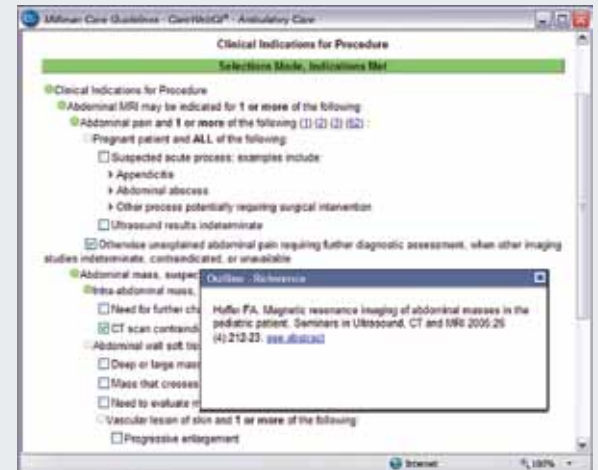 Milliman Care Guidelines - CareWebQI® - Ambulatory Care
Clinical Indications for Procedure
Selections Mode, Indications Met
Clinical Indications for Procedure
Abdominal MRI may be indicated for 1 or more of the following
Abdominal pain and 1 or more of the following (1) (2) (3) (62) :
Pregnant patient and ALL of the following:
Suspected acute process; examples include:
Appendicitis
Abdominal abscess
Other process potentially requiring surgical intervention
Ultrasound results indeterminate
Otherwise unexplained abdominal pain requiring further diagnostic assessment, when other imaging
studies indeterminate, contraindicated, or unavailable
Abdominal mass, suspec
Intra-abdominal mass,
Need for further cha
CT scan contraindi
Abdominal wall soft tis
Deep or large mass
Mass that crosses
Need to evaluate m
Outline - Reference
Hoffer FA. Magnetic resonance imaging of abdominal masses in the
pediatric patient. Seminars in Ultrasound, CT and MRI 2005;26
(4):212-23. see abstract
Vascular lesion of skin and 1 or more of the following:
Progressive enlargement
Internet
100%